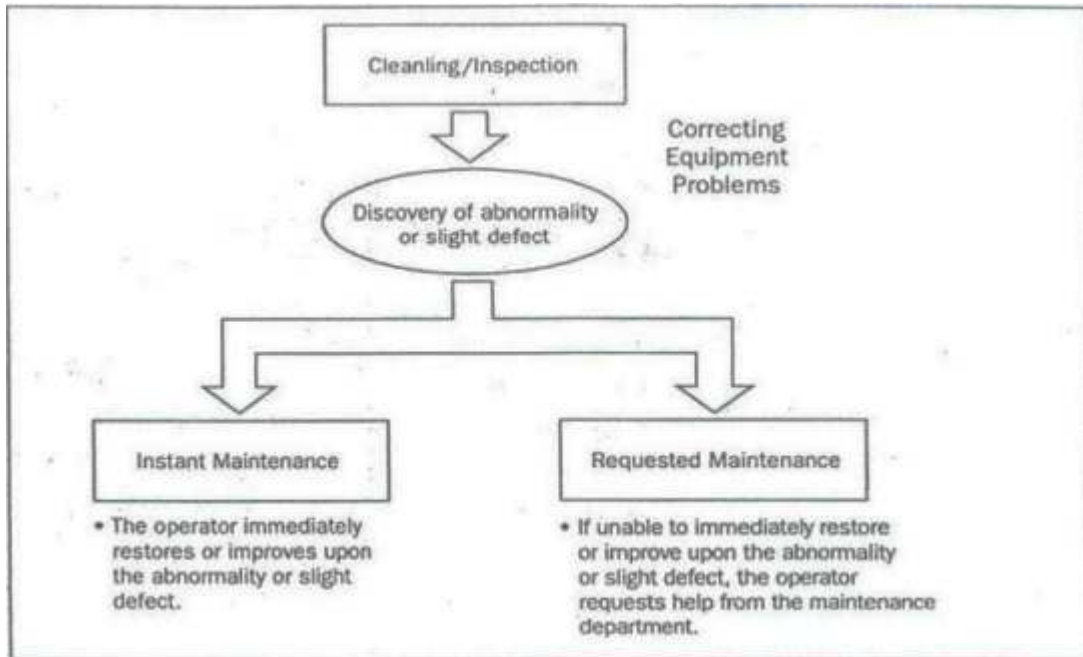 Cleanling/Inspection
Correcting
Equipment
Problems
Discovery of abnormality
or slight defect
Instant Maintenance
• The operator immediately
restores or improves upon
the abnormality or slight
defect.
Requested Maintenance
• If unable to immediately restore
or improve upon the abnormality
or slight defect, the operator
requests help from the maintenance
department.